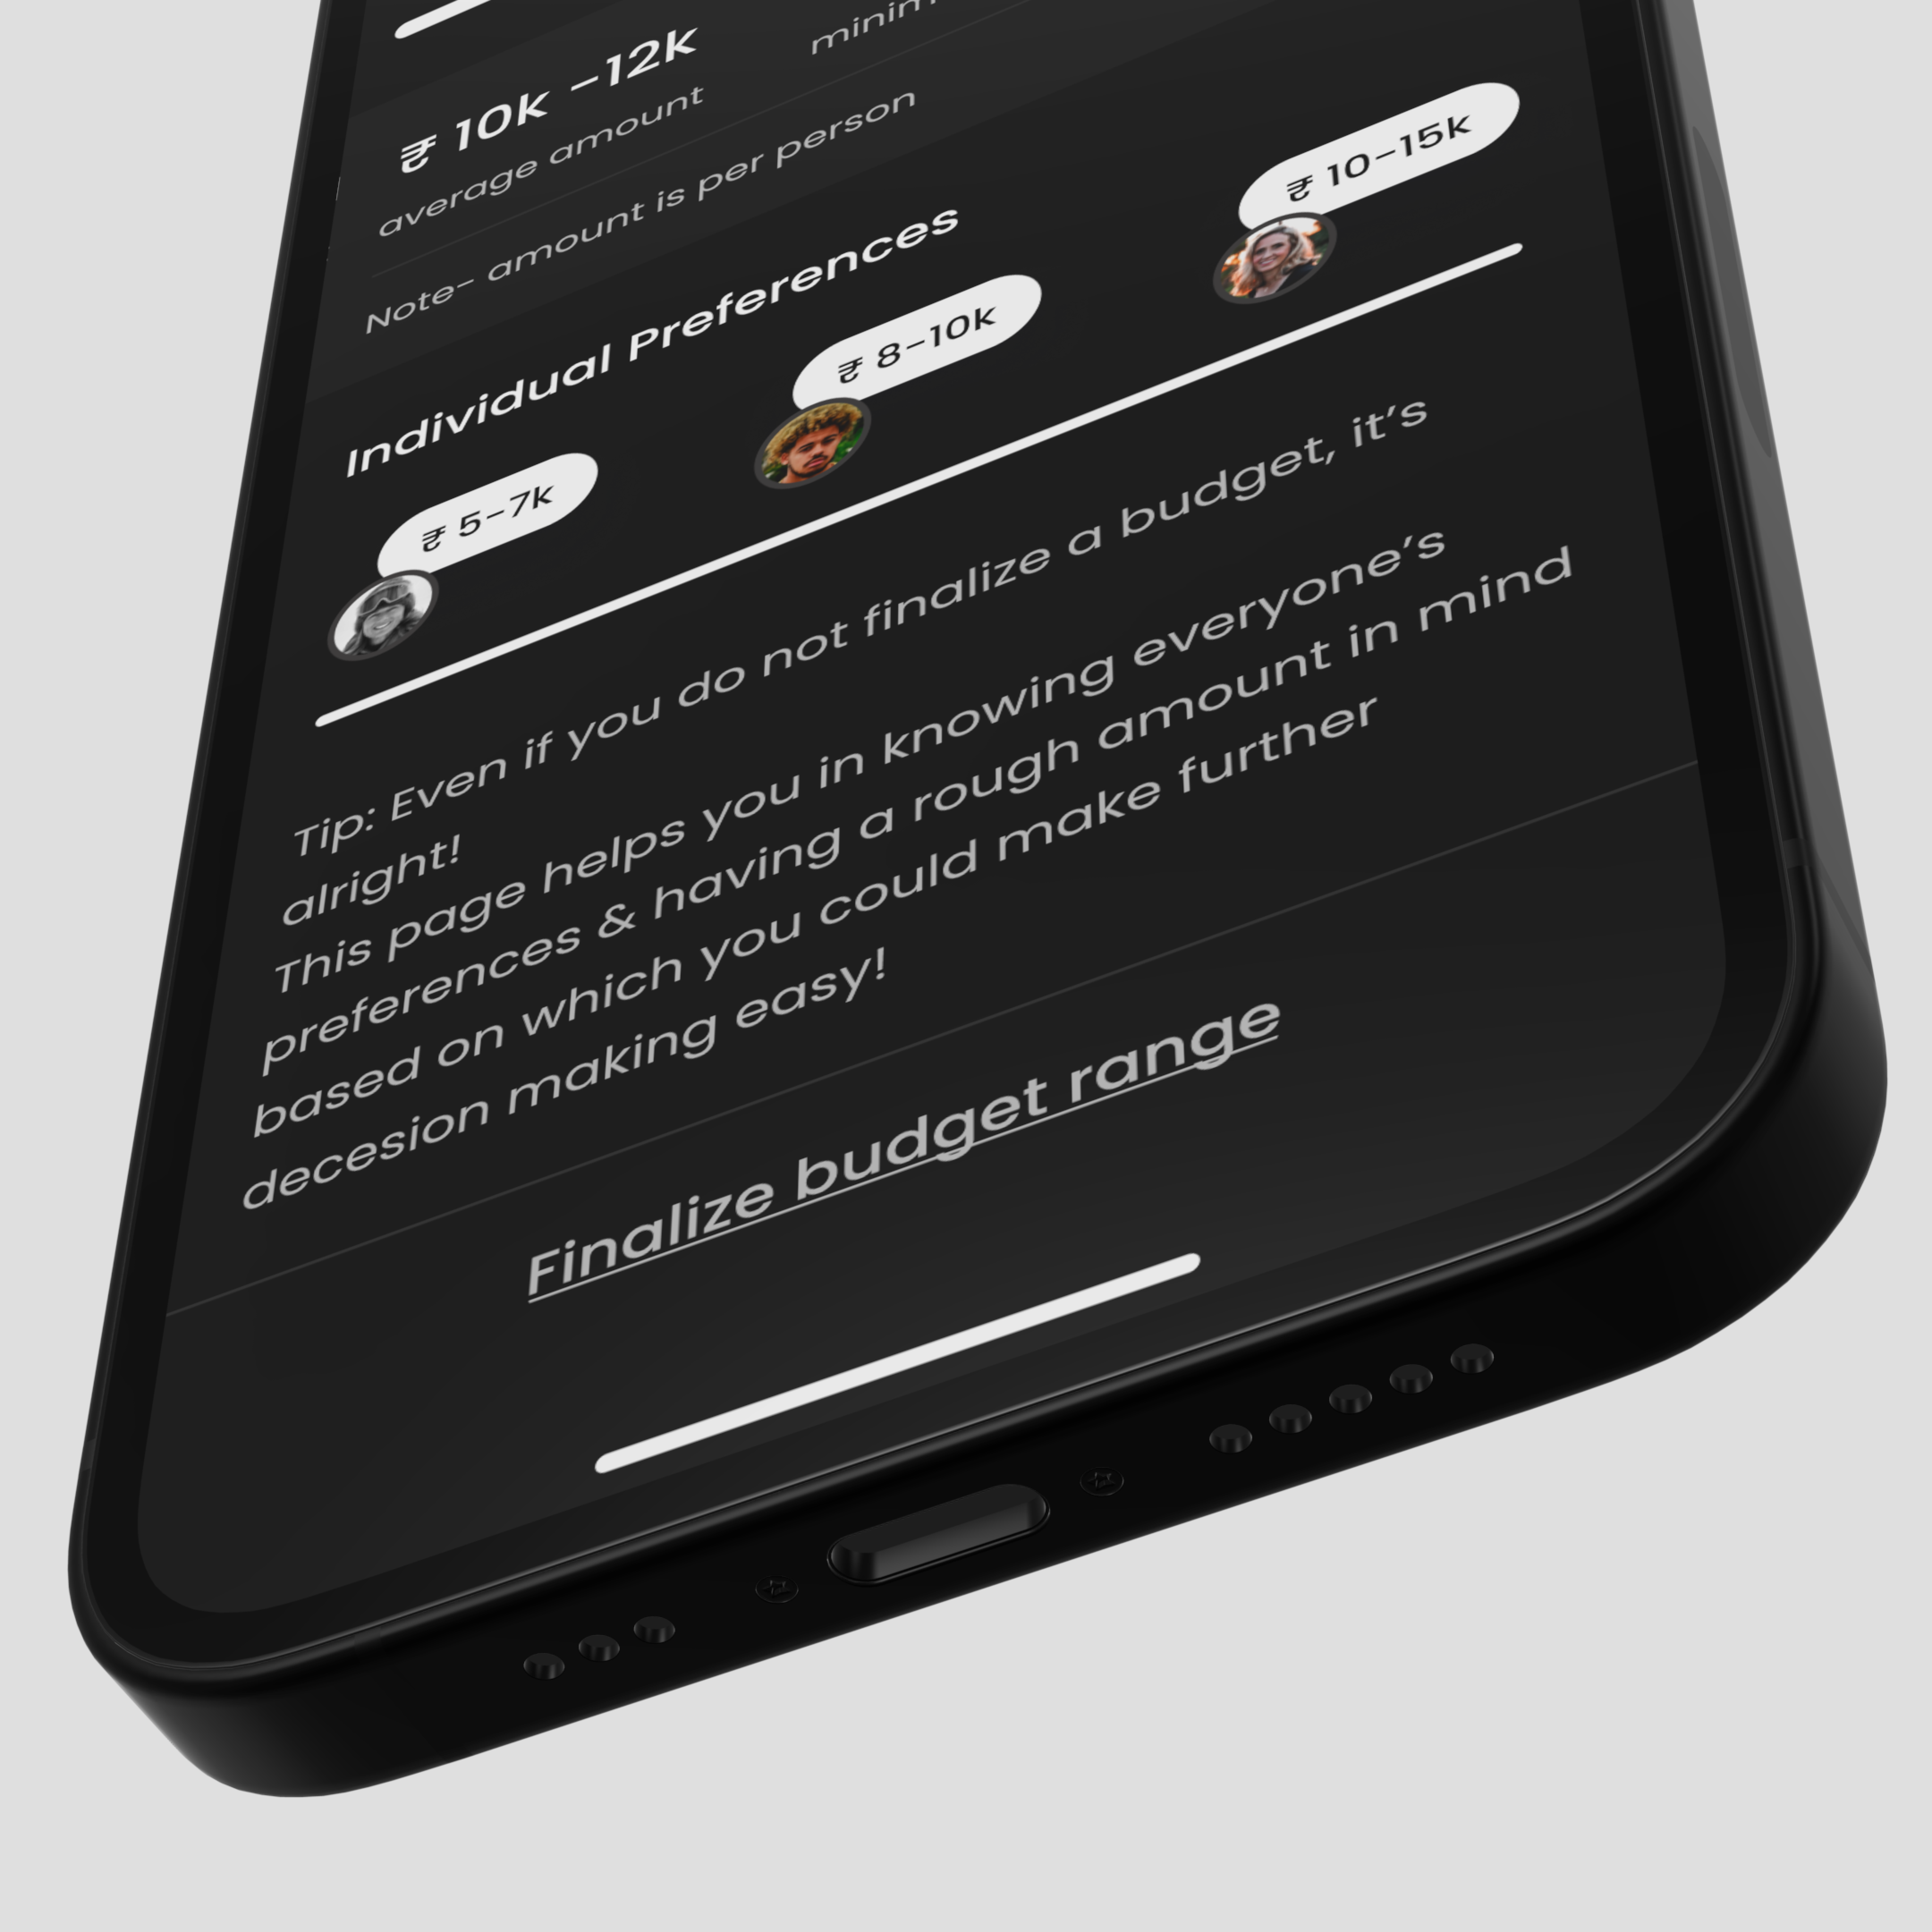 ₹ 10k -12k
average amount
Note- amount is per person
Individual Preferences
₹ 5-7k
₹ 8-10k
₹ 10-15k
Tip: Even if you do not finalize a budget, it’s
alright!
This page helps you in knowing everyone’s
preferences & having a rough amount in mind
based on which you could make further
decesion making easy!
Finalize budget range